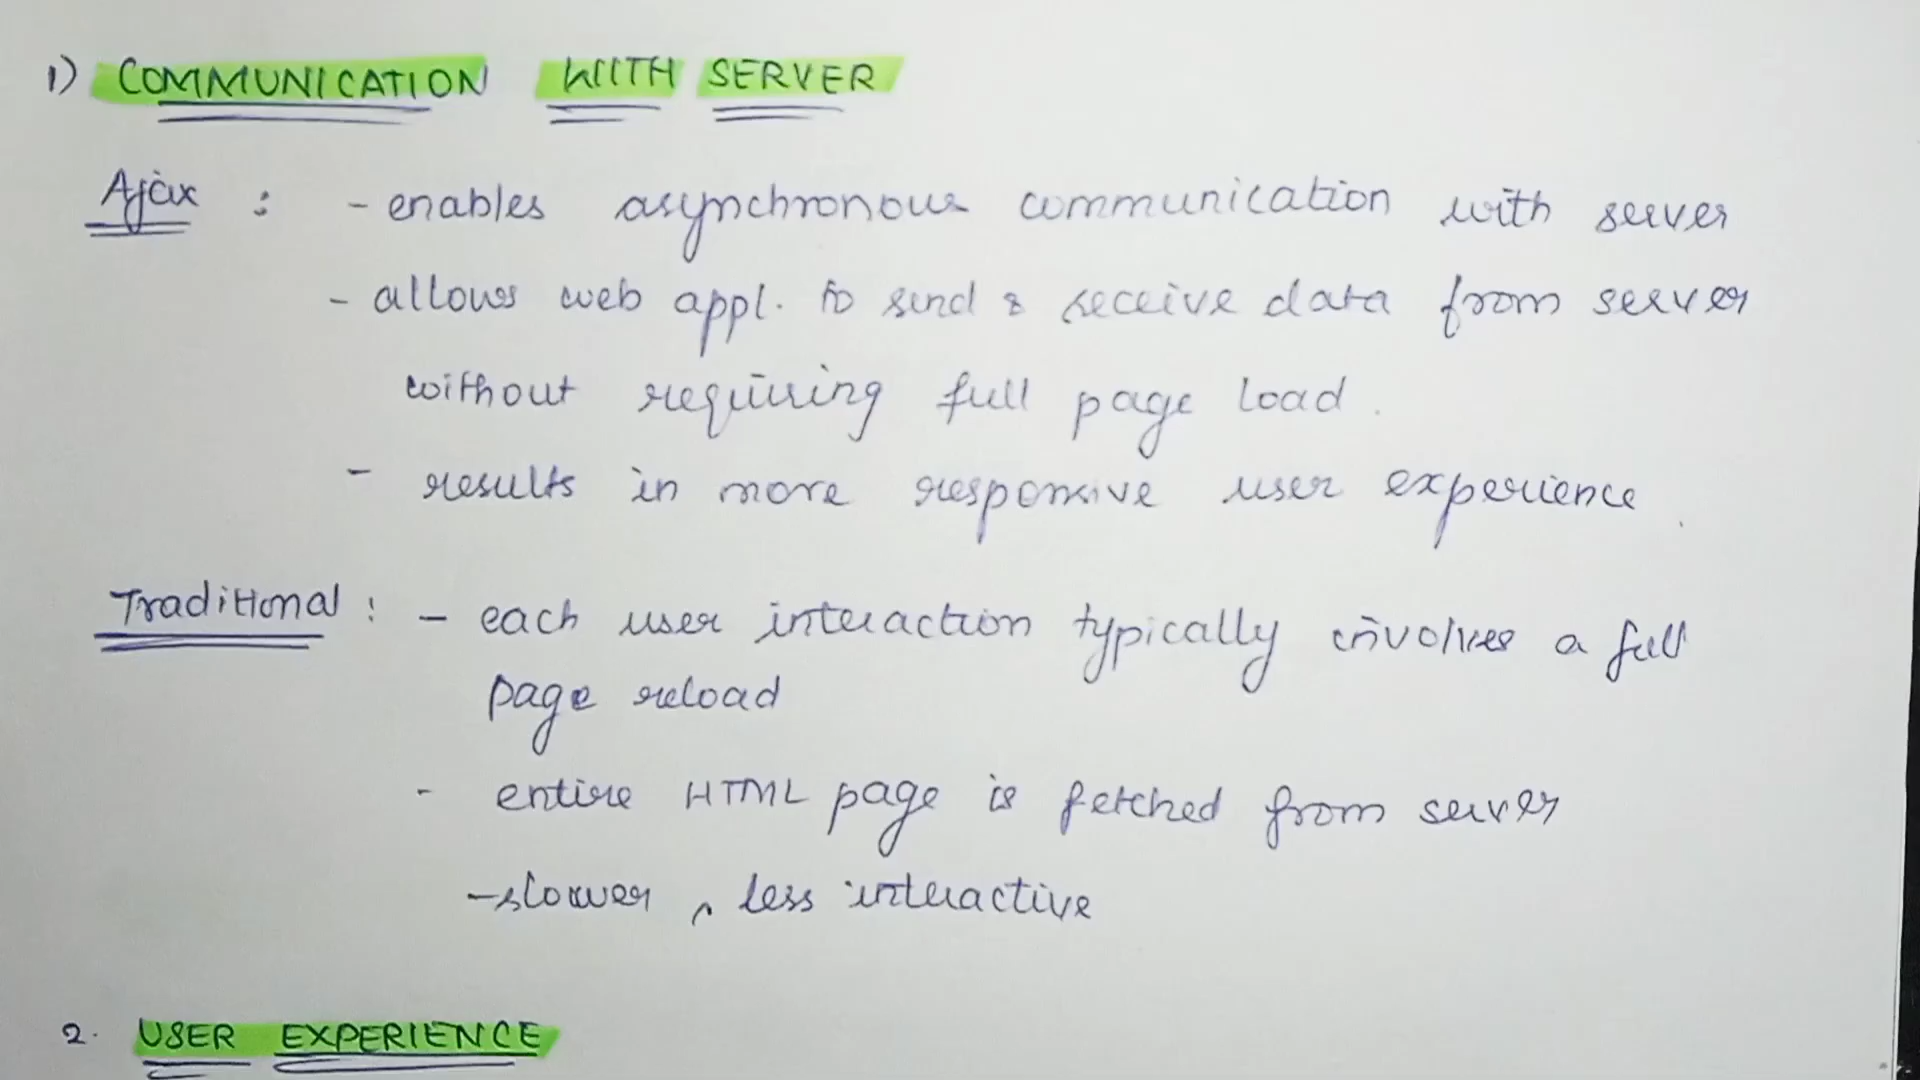 1) COMMUNICATION WITH SERVER
Ajax : - enables asynchronous communication with server
- allows web appl. to send & receive data from server
without requiring full page load.
- results in more responsive user experience.
Traditional : - each user interaction typically involves a full
page reload
- entire HTML page is fetched from server
- slower, less interactive
2. USER EXPERIENCE